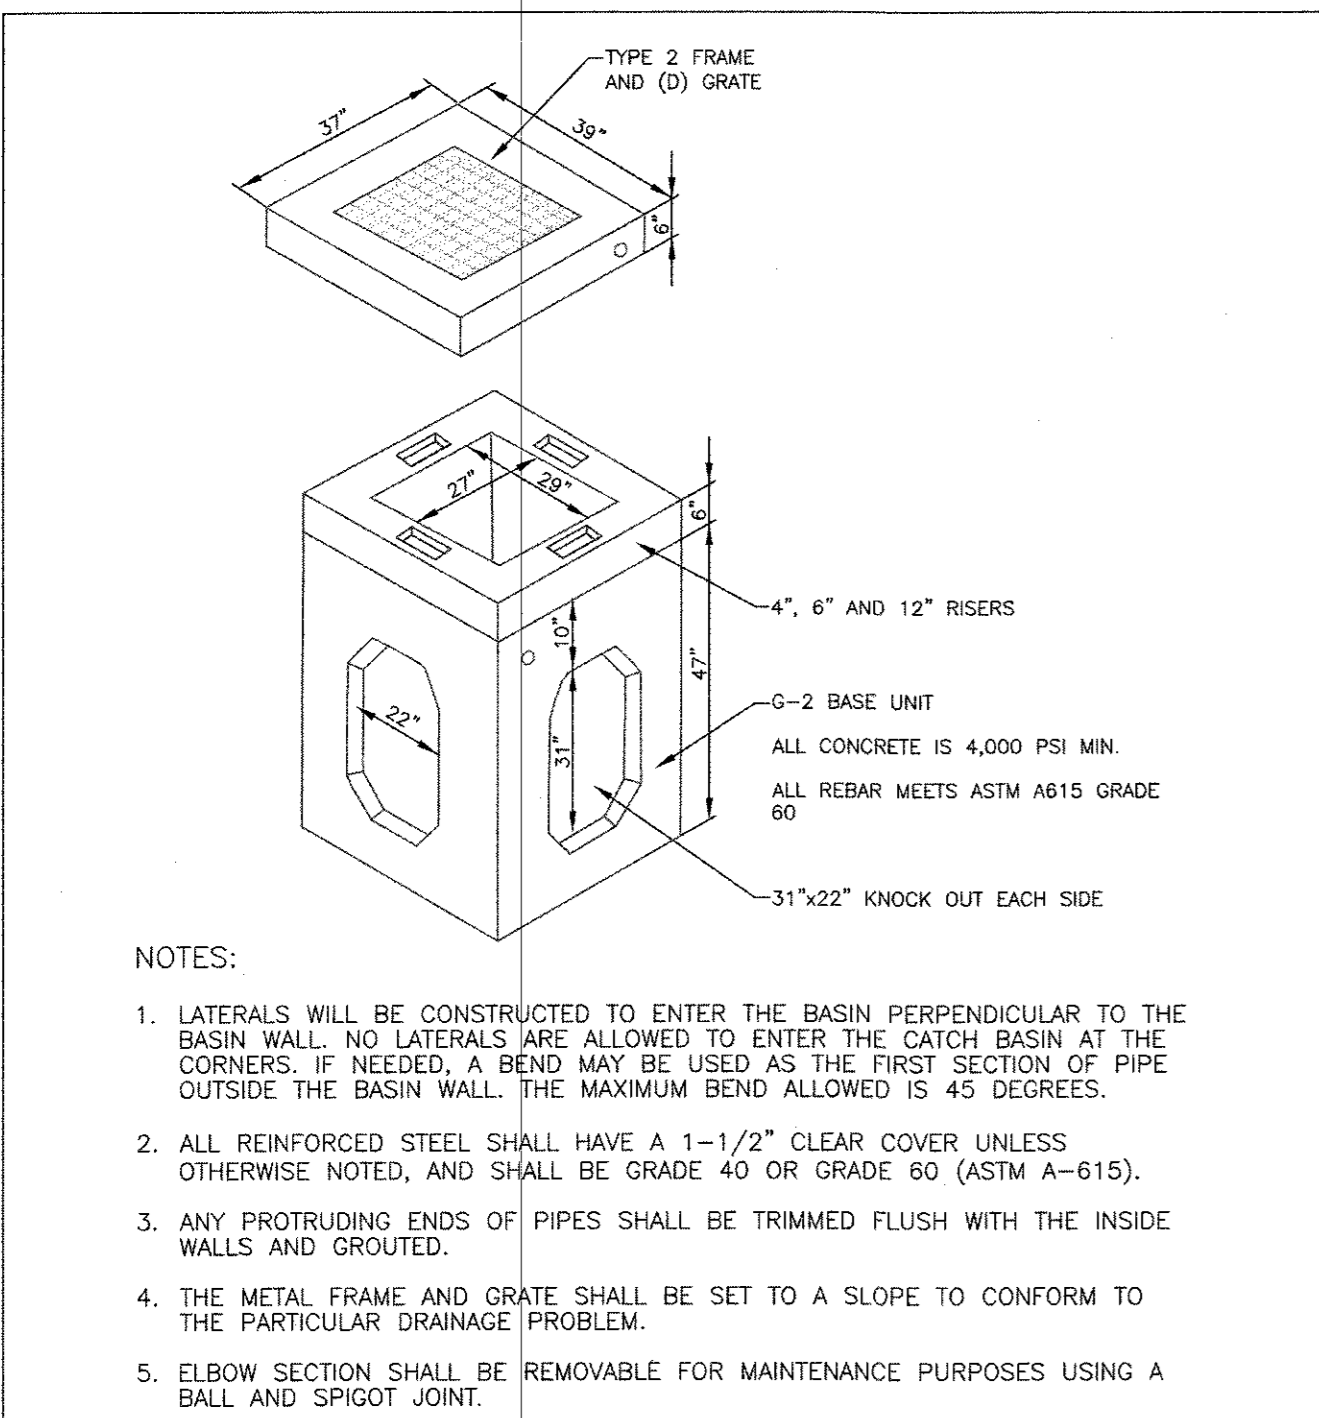 TYPE 2 FRAME
AND (D) GRATE
37"
39"
6"
27"
29"
6"
4", 6" AND 12" RISERS
10"
47"
G-2 BASE UNIT
22"
31"
ALL CONCRETE IS 4,000 PSI MIN.
ALL REBAR MEETS ASTM A615 GRADE
60
31"x22" KNOCK OUT EACH SIDE
NOTES:
1. LATERALS WILL BE CONSTRUCTED TO ENTER THE BASIN PERPENDICULAR TO THE
BASIN WALL. NO LATERALS ARE ALLOWED TO ENTER THE CATCH BASIN AT THE
CORNERS. IF NEEDED, A BEND MAY BE USED AS THE FIRST SECTION OF PIPE
OUTSIDE THE BASIN WALL. THE MAXIMUM BEND ALLOWED IS 45 DEGREES.
2. ALL REINFORCED STEEL SHALL HAVE A 1-1/2" CLEAR COVER UNLESS
OTHERWISE NOTED, AND SHALL BE GRADE 40 OR GRADE 60 (ASTM A-615).
3. ANY PROTRUDING ENDS OF PIPES SHALL BE TRIMMED FLUSH WITH THE INSIDE
WALLS AND GROUTED.
4. THE METAL FRAME AND GRATE SHALL BE SET TO A SLOPE TO CONFORM TO
THE PARTICULAR DRAINAGE PROBLEM.
5. ELBOW SECTION SHALL BE REMOVABLE FOR MAINTENANCE PURPOSES USING A
BALL AND SPIGOT JOINT.